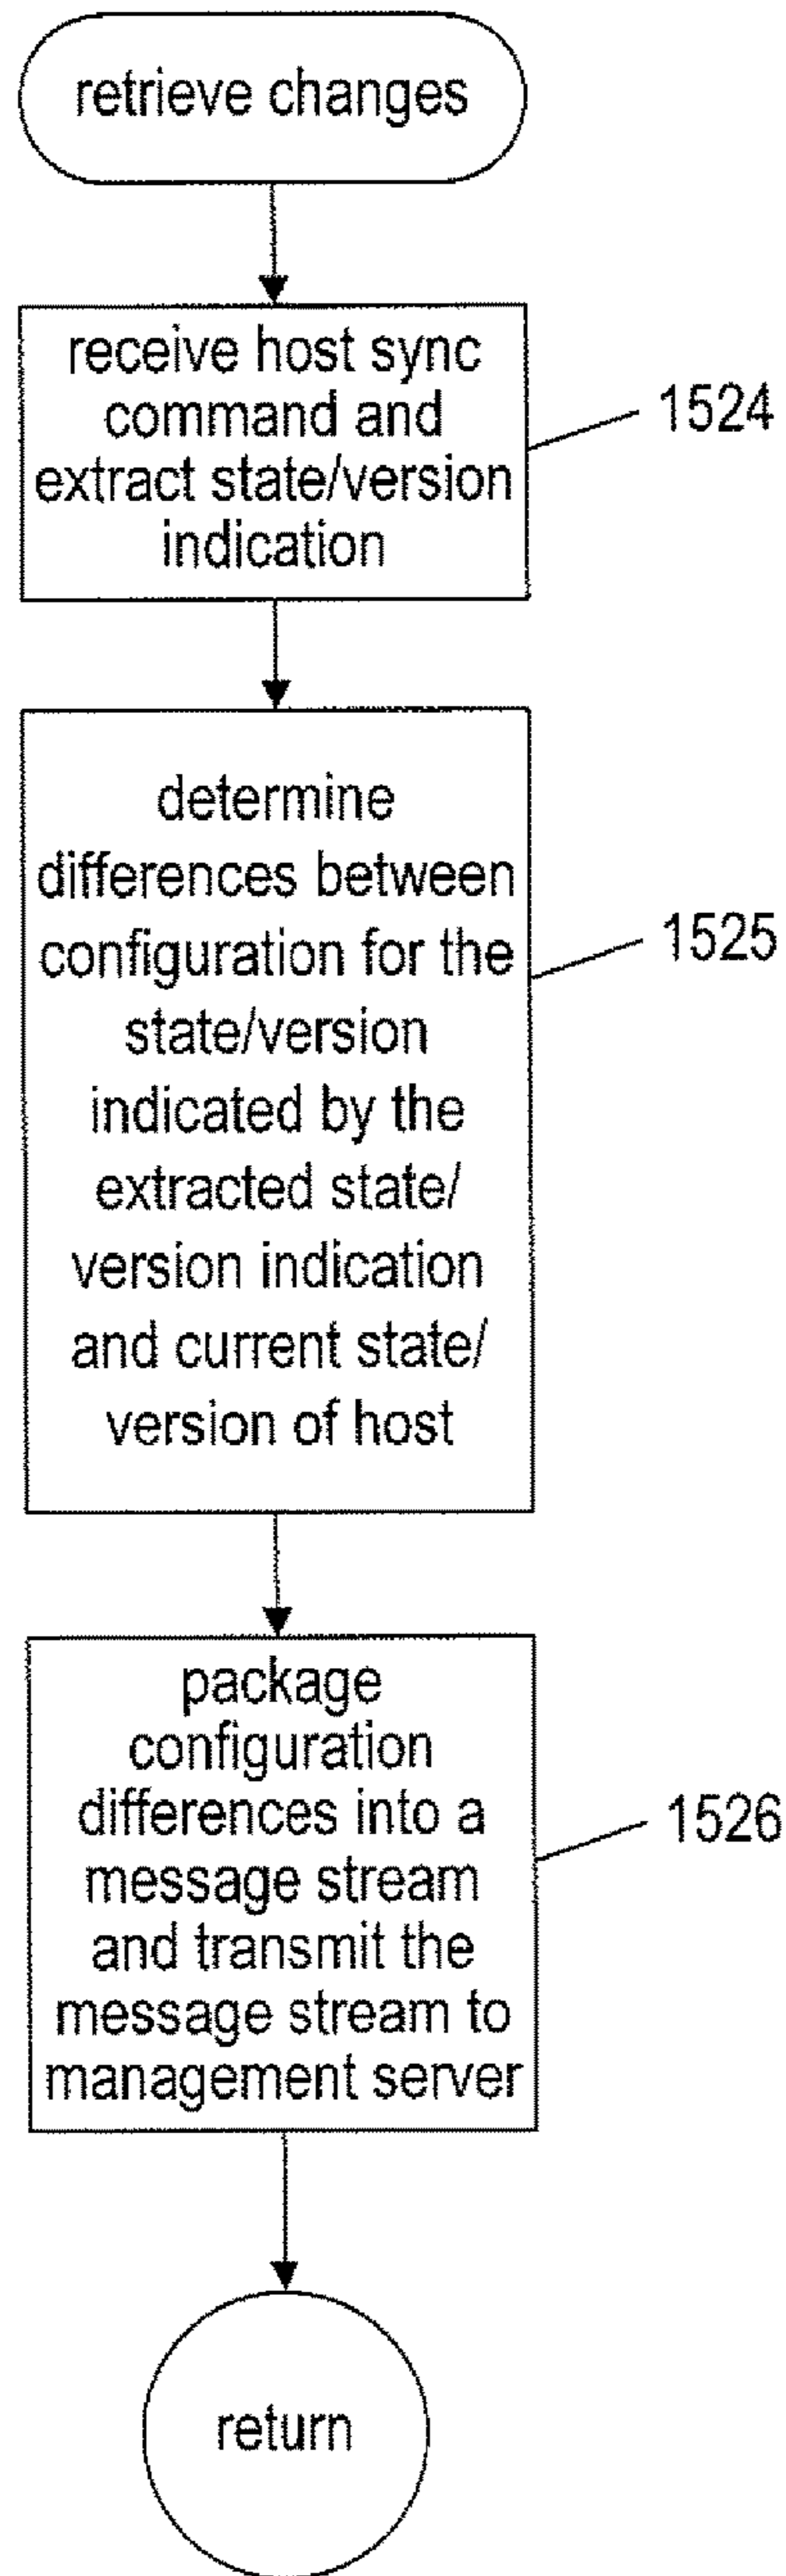 retrieve changes
receive host sync
command and
extract state/version
indication
1524
determine
differences between
configuration for the
state/version
indicated by the
extracted state/
version indication
and current state/
version of host
1525
package
configuration
differences into a
message stream
and transmit the
message stream to
management server
1526
return